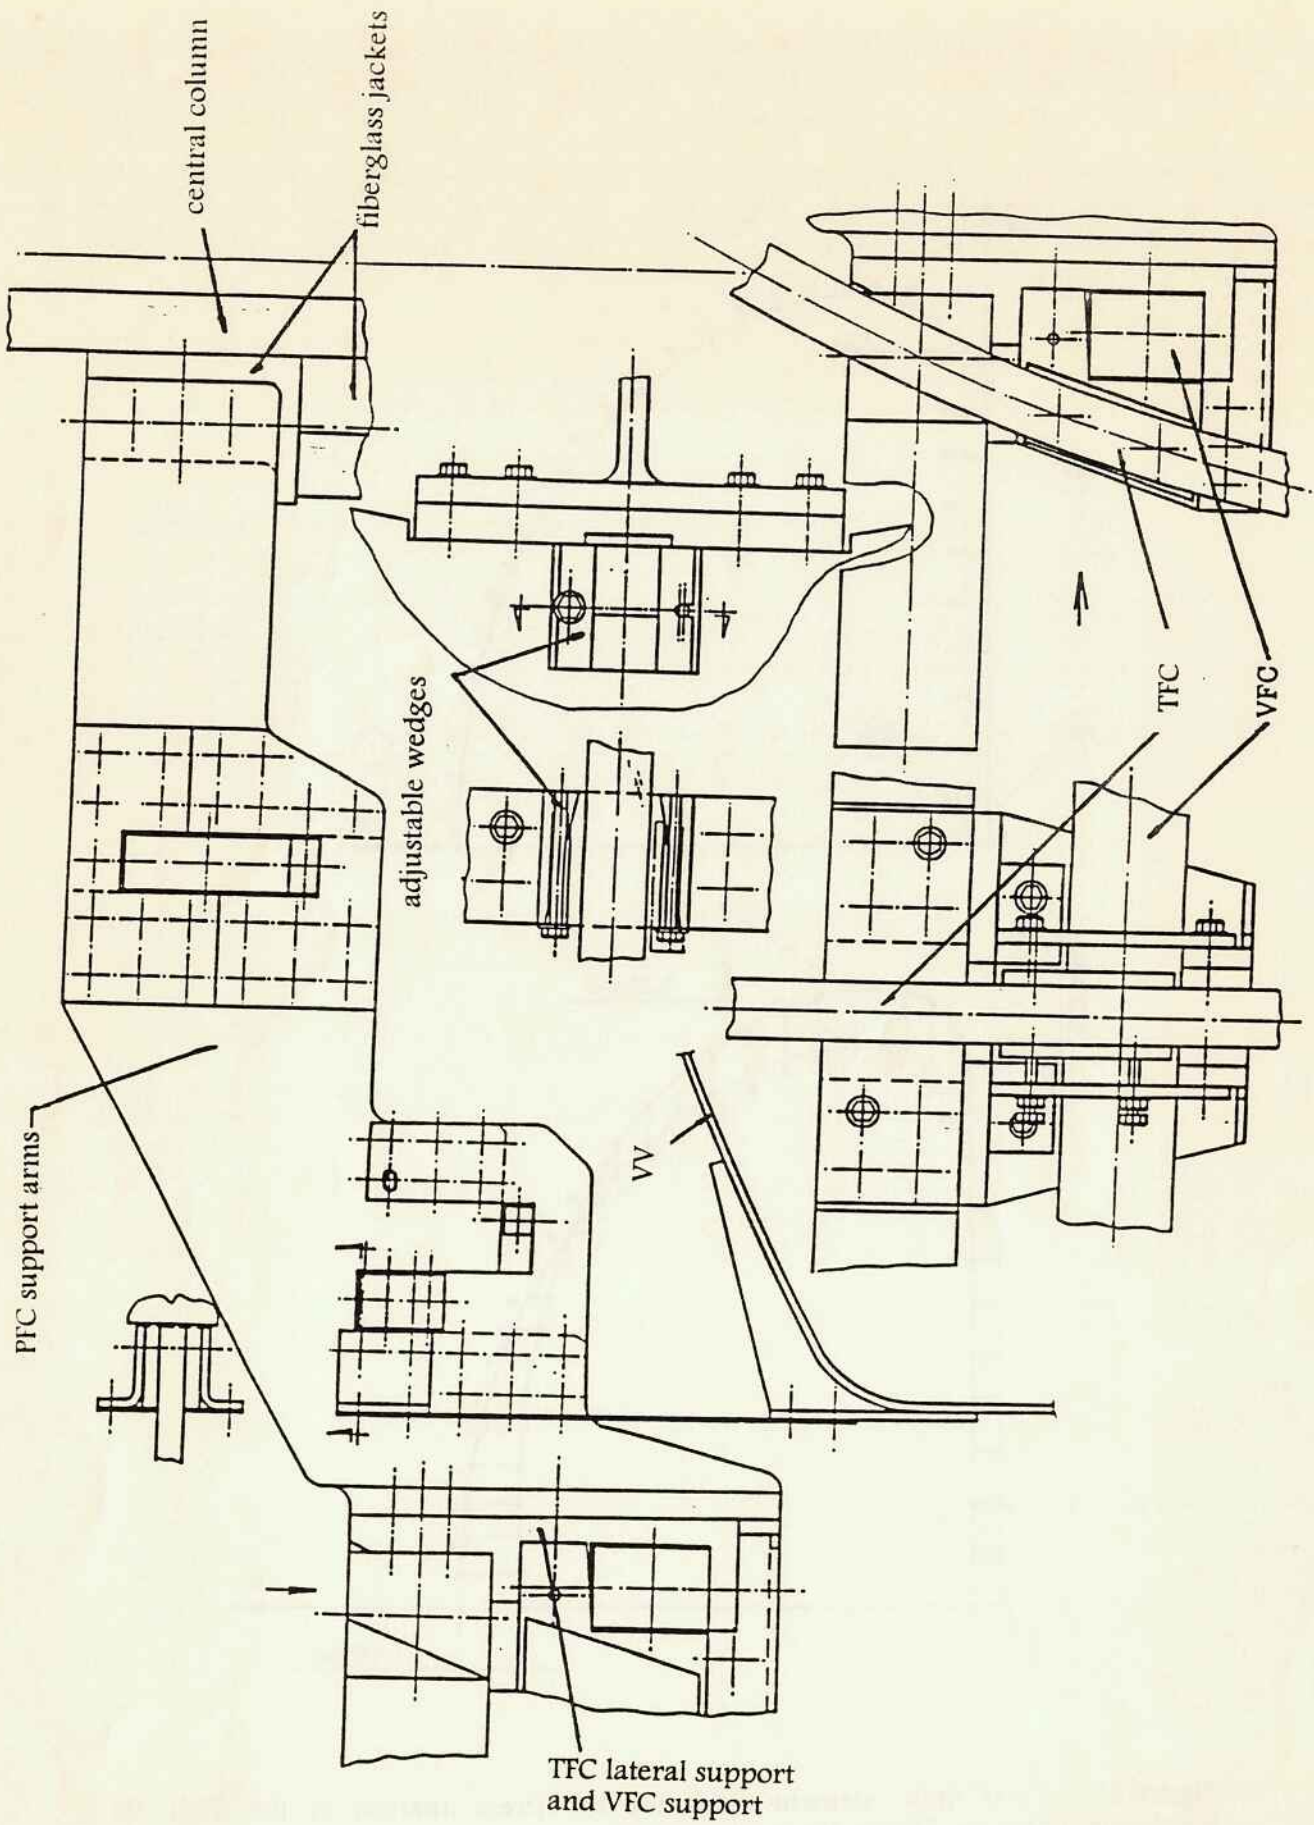 central column
fiberglass jackets
adjustable wedges
PFC support arms
VV
TFC
VFC
TFC lateral support
and VFC support